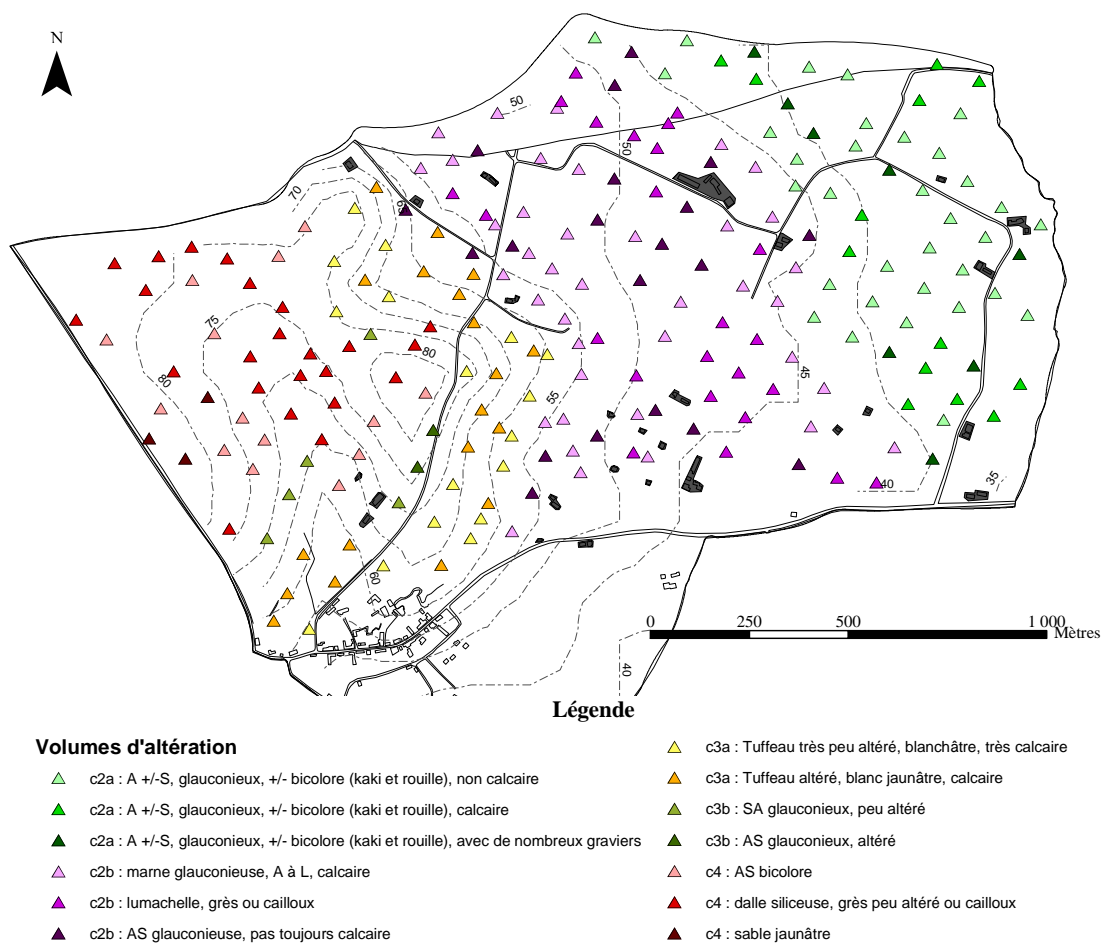 N
50
70
65
50
75
80
80
55
45
40
35
60
0 250 500 1 000
Mètres
40
Légende
Volumes d'altération
c2a : A +/-S, glauconieux, +/- bicolore (kaki et rouille), non calcaire
c2a : A +/-S, glauconieux, +/- bicolore (kaki et rouille), calcaire
c2a : A +/-S, glauconieux, +/- bicolore (kaki et rouille), avec de nombreux graviers
c2b : marne glauconieuse, A à L, calcaire
c2b : lumachelle, grès ou cailloux
c2b : AS glauconieuse, pas toujours calcaire
c3a : Tuffeau très peu altéré, blanchâtre, très calcaire
c3a : Tuffeau altéré, blanc jaunâtre, calcaire
c3b : SA glauconieux, peu altéré
c3b : AS glauconieux, altéré
c4 : AS bicolore
c4 : dalle siliceuse, grès peu altéré ou cailloux
c4 : sable jaunâtre